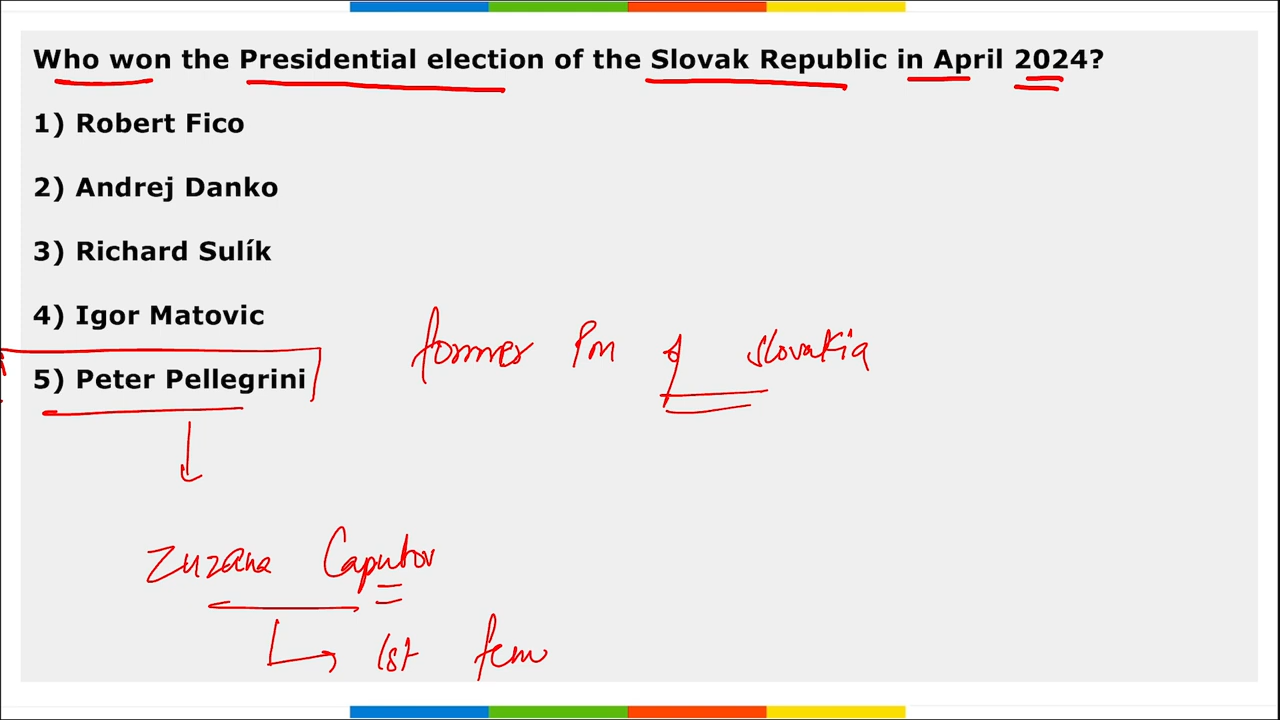 Who won the Presidential election of the Slovak Republic in April 2024?
1) Robert Fico
2) Andrej Danko
3) Richard Sulík
4) Igor Matovic
former Pm of Slovakia
5) Peter Pellegrini
Zuzana Caputov
1st fem